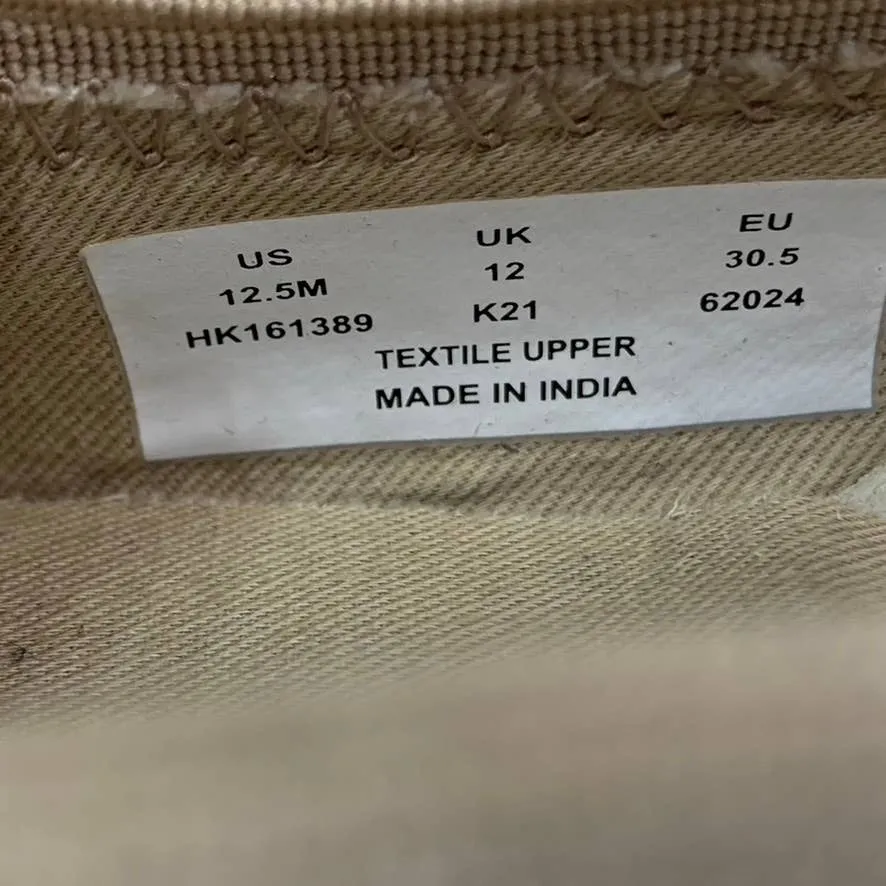 US UK EU
12.5M 12 30.5
HK161389 K21 62024
TEXTILE UPPER
MADE IN INDIA